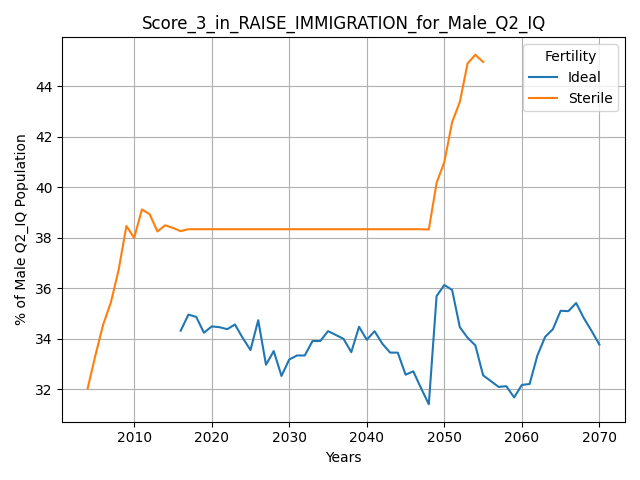 Score_3_in_RAISE_IMMIGRATION_for_Male_Q2_IQ
Fertility
Ideal
Sterile
% of Male Q2_IQ Population
44
42
40
38
36
34
32
2010 2020 2030 2040 2050 2060 2070
Years